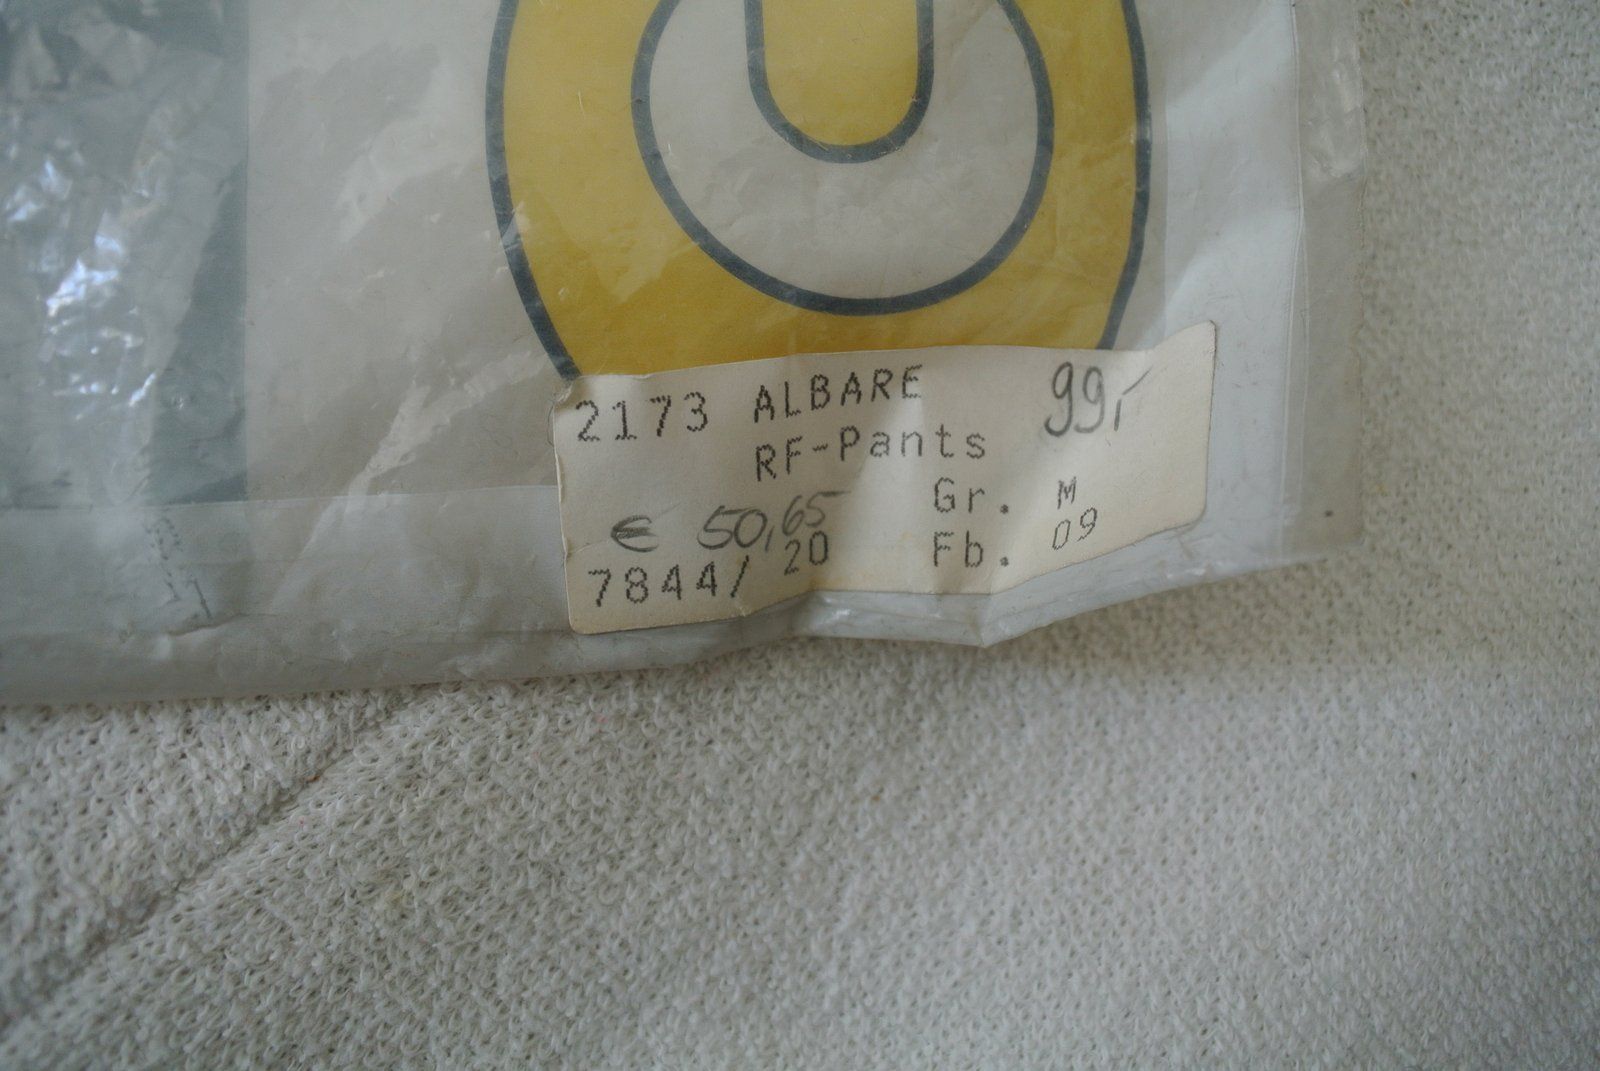 2173 ALBARE 99,-
RF-Pants
€ 50,65 Gr. M
7844/ 20 Fb. 09